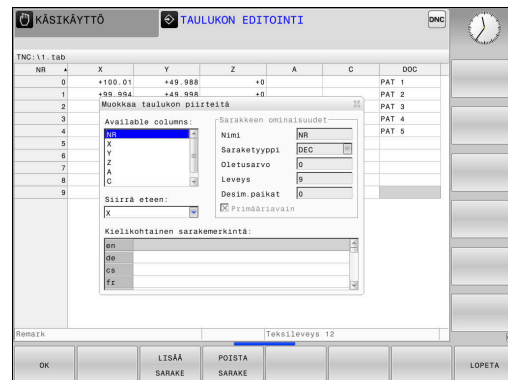 KÄSIKÄYTTÖ TAULUKON EDITOINTI DNC
TNC:\1.tab
NR X Y Z A C DOC
0 +100.01 +49.988 +0 PAT 1
1 +99.994 +49.998 +0 PAT 2
2 PAT 3
3 PAT 4
4 PAT 5
5
6
7
8
9
Muokkaa taulukon piirteitä
Available columns:
NR
X
Y
Z
A
C
Siirrä eteen:
X
Sarakkeen ominaisuudet
Nimi NR
Saraketyyppi DEC
Oletusarvo 0
Leveys 9
Desim.paikat 0
Primääriavain
Kielikohtainen sarakemerkintä:
en
de
cs
fr
Remark Teksileveys 12
OK
LISÄÄ SARAKE
POISTA SARAKE
LOPETA